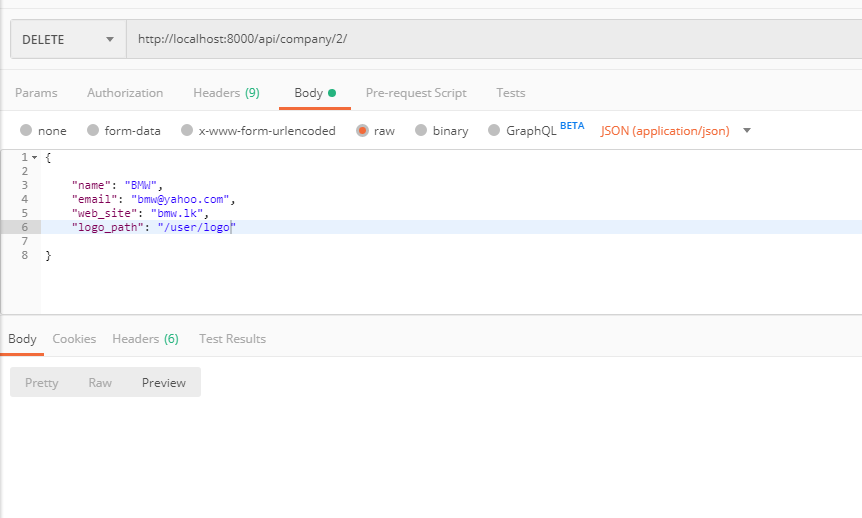 DELETE http://localhost:8000/api/company/2/
Params Authorization Headers (9) Body Pre-request Script Tests
none form-data x-www-form-urlencoded raw binary GraphQL BETA JSON (application/json)
1 {
2
3 "name": "BMW",
4 "email": "bmw@yahoo.com",
5 "web_site": "bmw.lk",
6 "logo_path": "/user/logo"
7
8 }
Body Cookies Headers (6) Test Results
Pretty Raw Preview